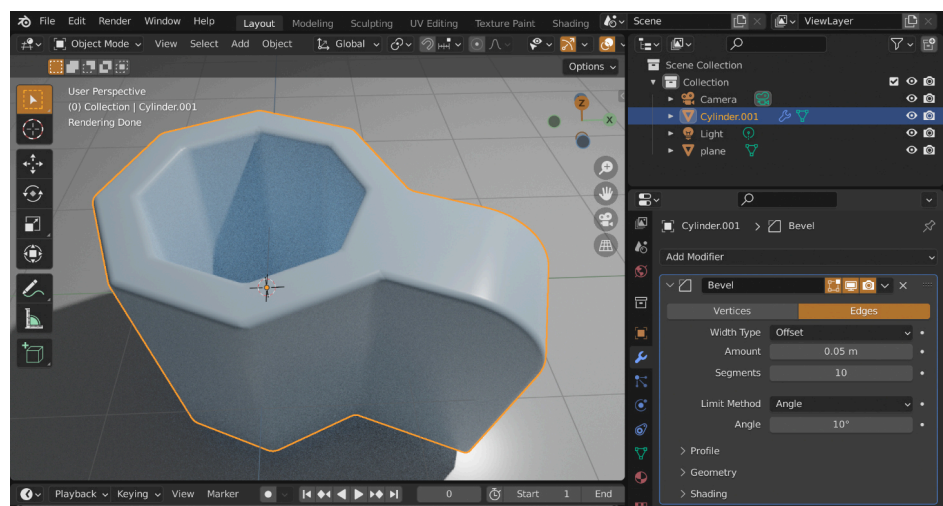 File Edit Render Window Help Layout Modeling Sculpting UV Editing Texture Paint Shading Scene ViewLayer
Object Mode View Select Add Object Global
Options
User Perspective
(0) Collection | Cylinder.001
Rendering Done
Z
X
Scene Collection
Collection
Camera
Cylinder.001
Light
plane
Cylinder.001 > Bevel
Add Modifier
Bevel
Vertices Edges
Width Type Offset
Amount 0.05 m
Segments 10
Limit Method Angle
Angle 10°
> Profile
> Geometry
> Shading
Playback Keying View Marker 0 Start 1 End